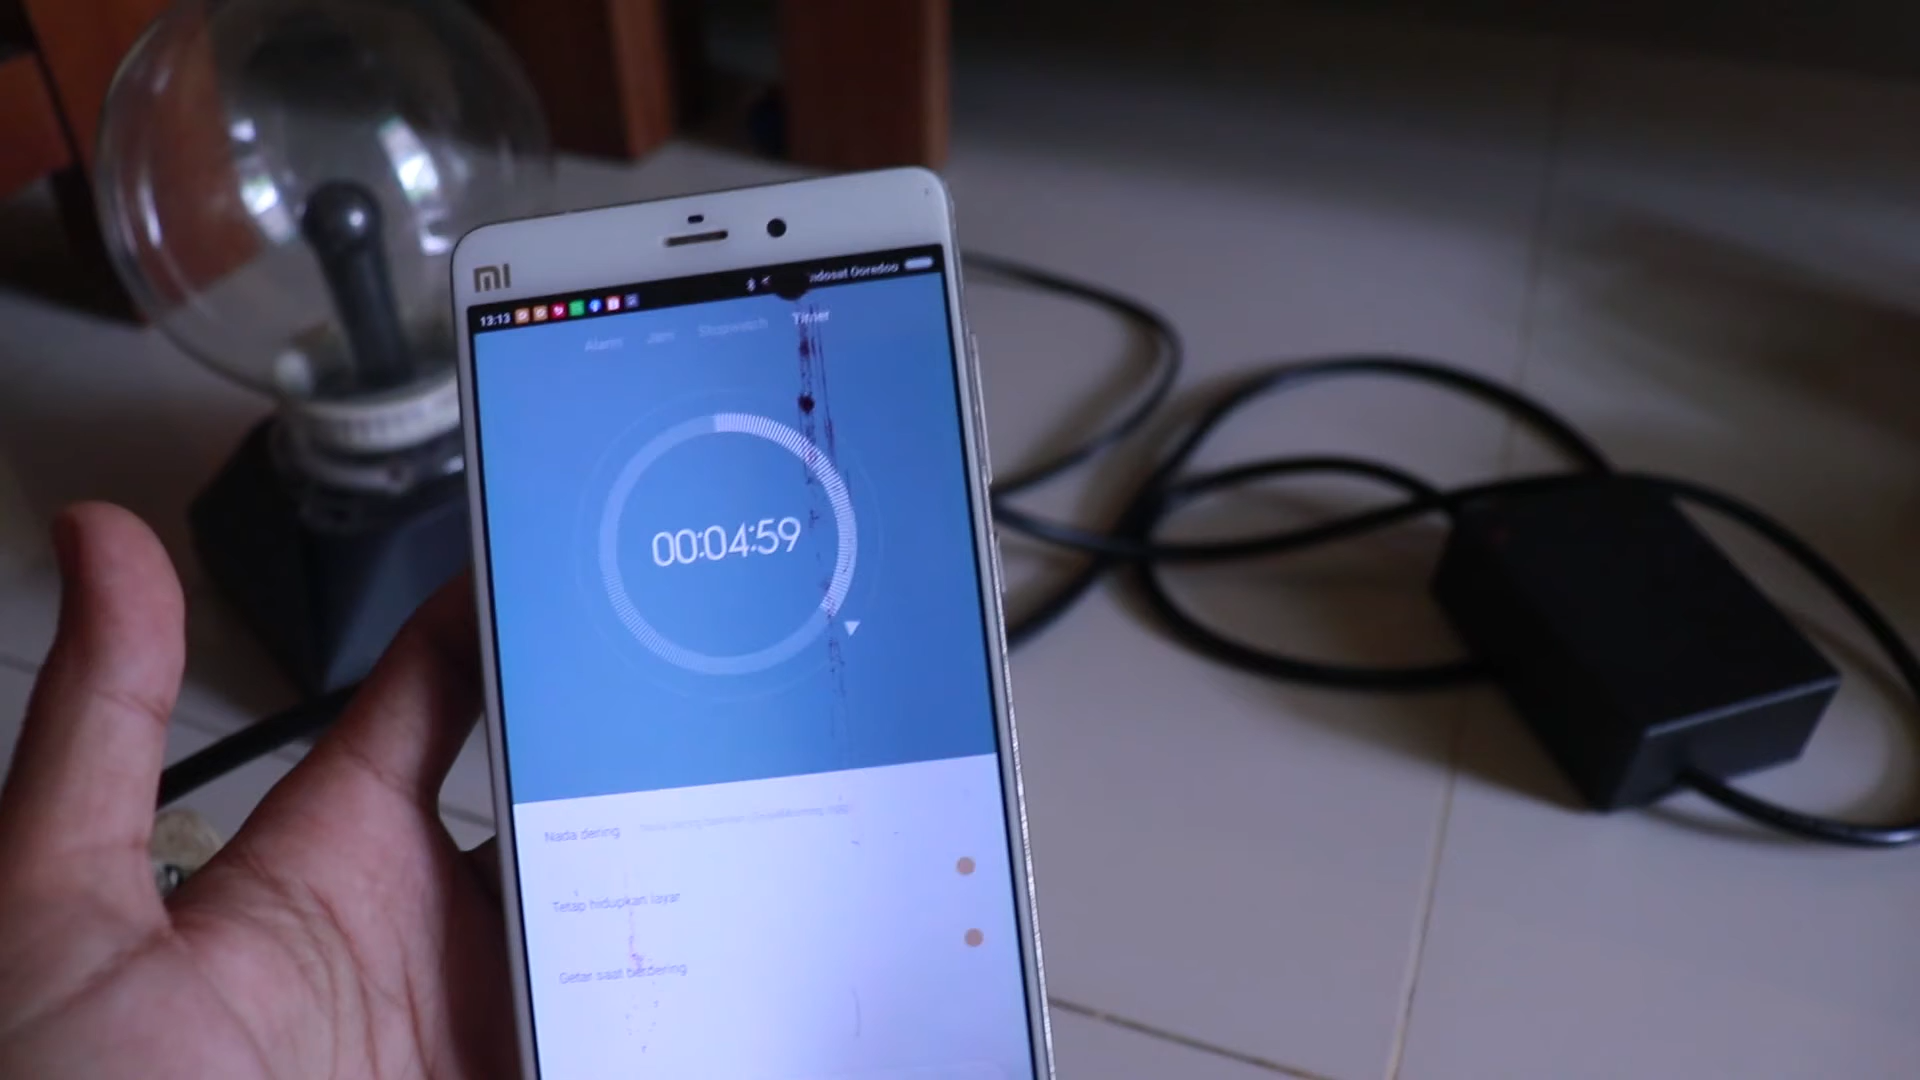 MI
13:13 ndosat Ooredoo
Alarm Jam Stopwatch Timer
00:04:59
Nada dering
Tetap hidupkan layar
Getar saat berdering